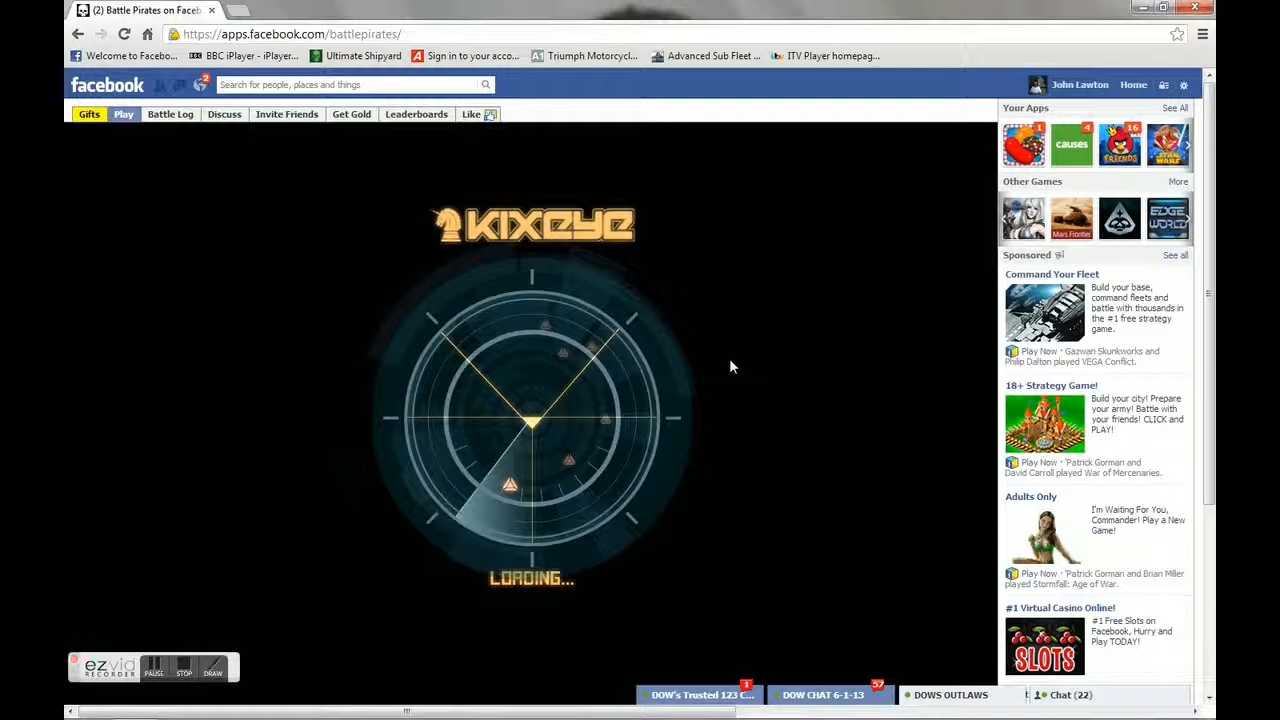 (2) Battle Pirates on Faceb
https://apps.facebook.com/battlepirates/
Welcome to Facebo...
BBC iPlayer - iPlayer...
Ultimate Shipyard
Sign in to your acco...
Triumph Motorcycl...
Advanced Sub Fleet ...
ITV Player homepag...
facebook
2
Search for people, places and things
John Lawton
Home
Gifts
Play
Battle Log
Discuss
Invite Friends
Get Gold
Leaderboards
Like
Your Apps
See All
1
4
16
causes
FRIENDS
STAR WARS
Other Games
More
Mars Frontier
EDGE WORLD
Sponsored
See all
Command Your Fleet
Build your base,
command fleets and
battle with thousands in
the #1 free strategy
game.
Play Now · Gazwan Skunkworks and
Philip Dalton played VEGA Conflict.
18+ Strategy Game!
Build your city! Prepare
your army! Battle with
your friends! CLICK and
PLAY!
Play Now · 'Patrick Gorman and
David Carroll played War of Mercenaries.
Adults Only
I'm Waiting For You,
Commander! Play a New
Game!
Play Now · 'Patrick Gorman and Brian Miller
played Stormfall: Age of War.
#1 Virtual Casino Online!
#1 Free Slots on
Facebook, Hurry and
Play TODAY!
SLOTS
KIXEYE
LOADING...
ezvid
RECORDER
PAUSE
STOP
DRAW
DOW's Trusted 123 C...
1
DOW CHAT 6-1-13
57
DOWS OUTLAWS
Chat (22)